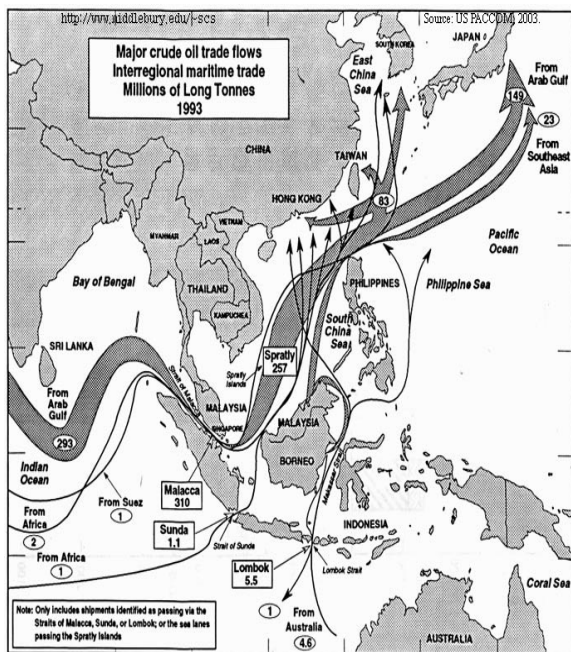 http://www.middlebury.edu/~scs
Source: US PACCOM, 2003.
Major crude oil trade flows
Interregional maritime trade
Millions of Long Tonnes
1993
JAPAN
SOUTH KOREA
East
China
Sea
From
Arab Gulf
149
23
From
Southeast
Asia
CHINA
TAIWAN
HONG KONG
83
MYANMAR
VIETNAM
LAOS
THAILAND
KAMPUCHEA
Bay of Bengal
Pacific
Ocean
PHILIPPINES
Philippine Sea
South
China
Sea
SRI LANKA
Spratly
Islands
Spratly
257
Strait of Malacca
From
Arab
Gulf
293
MALAYSIA
SINGAPORE
MALAYSIA
BORNEO
Makassar Strait
Indian
Ocean
Malacca
310
From Suez
1
From
Africa
2
Sunda
1.1
Strait of Sunda
INDONESIA
From Africa
1
Lombok
5.5
Lombok Strait
Coral Sea
1
From
Australia
4.6
AUSTRALIA
Note: Only includes shipments identified as passing via the
Straits of Malacca, Sunda, or Lombok; or the sea lanes
passing the Spratly Islands